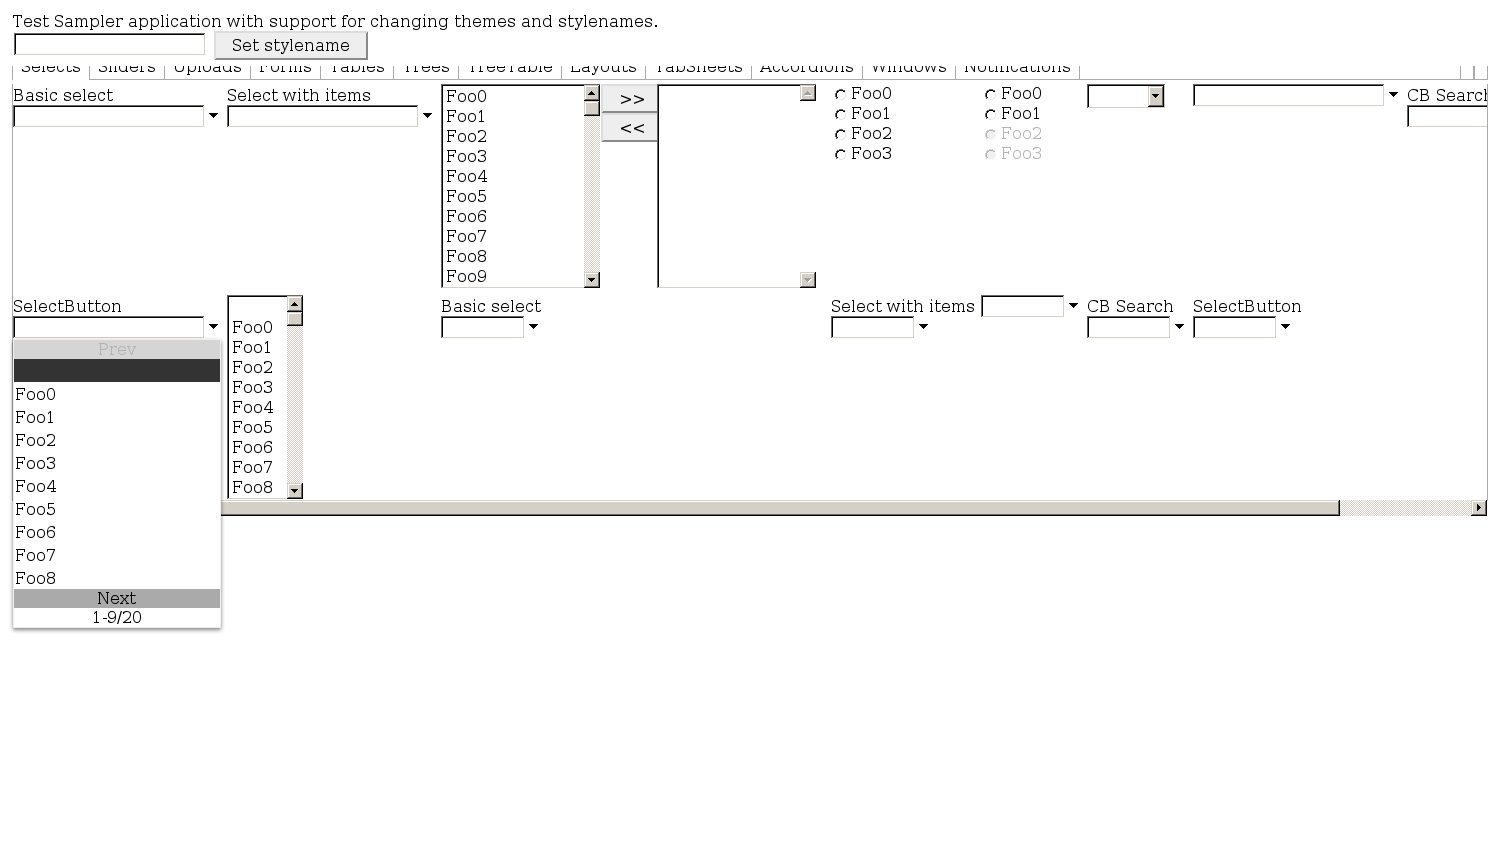 Test Sampler application with support for changing themes and stylenames.
Set stylename
Selects Sliders Uploads Forms Tables Trees TreeTable Layouts TabSheets Accordions Windows Notifications
Basic select
Select with items
Foo0
Foo1
Foo2
Foo3
Foo4
Foo5
Foo6
Foo7
Foo8
Foo9
>>
<<
Foo0
Foo1
Foo2
Foo3
Foo0
Foo1
Foo2
Foo3
CB Search
SelectButton
Prev
Foo0
Foo1
Foo2
Foo3
Foo4
Foo5
Foo6
Foo7
Foo8
Next
1-9/20
Foo0
Foo1
Foo2
Foo3
Foo4
Foo5
Foo6
Foo7
Foo8
Basic select
Select with items
CB Search
SelectButton